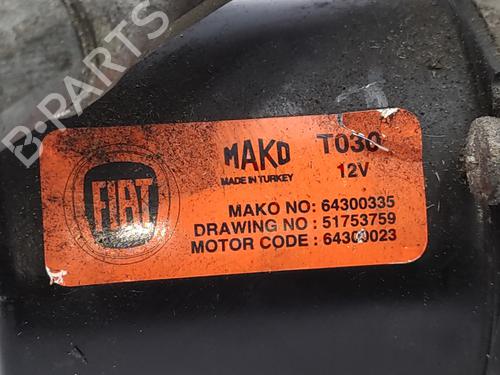 B-PARTS
FIAT
MAKO T030
MADE IN TURKEY 12V
MAKO NO: 64300335
DRAWING NO : 51753759
MOTOR CODE : 64300023